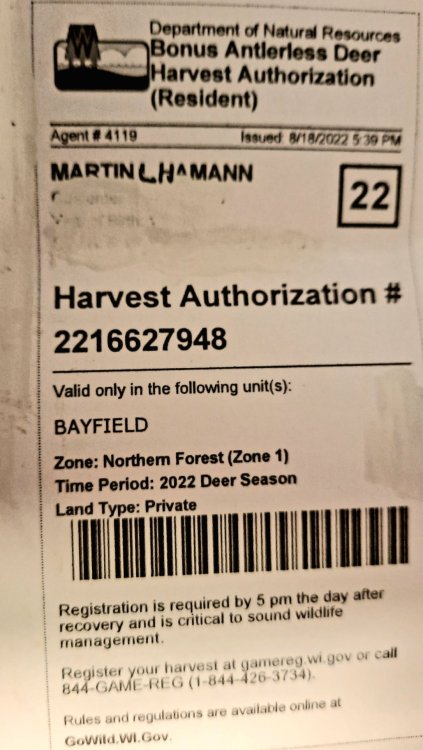 Department of Natural Resources
Bonus Antlerless Deer
Harvest Authorization
(Resident)
Agent # 4119 Issued: 8/18/2022 5:39 PM
MARTIN L HAMANN
22
Harvest Authorization #
2216627948
Valid only in the following unit(s):
BAYFIELD
Zone: Northern Forest (Zone 1)
Time Period: 2022 Deer Season
Land Type: Private
Registration is required by 5 pm the day after
recovery and is critical to sound wildlife
management.
Register your harvest at gamereg.wi.gov or call
844-GAME-REG (1-844-426-3734).
Rules and regulations are available online at
GoWild.WI.Gov.